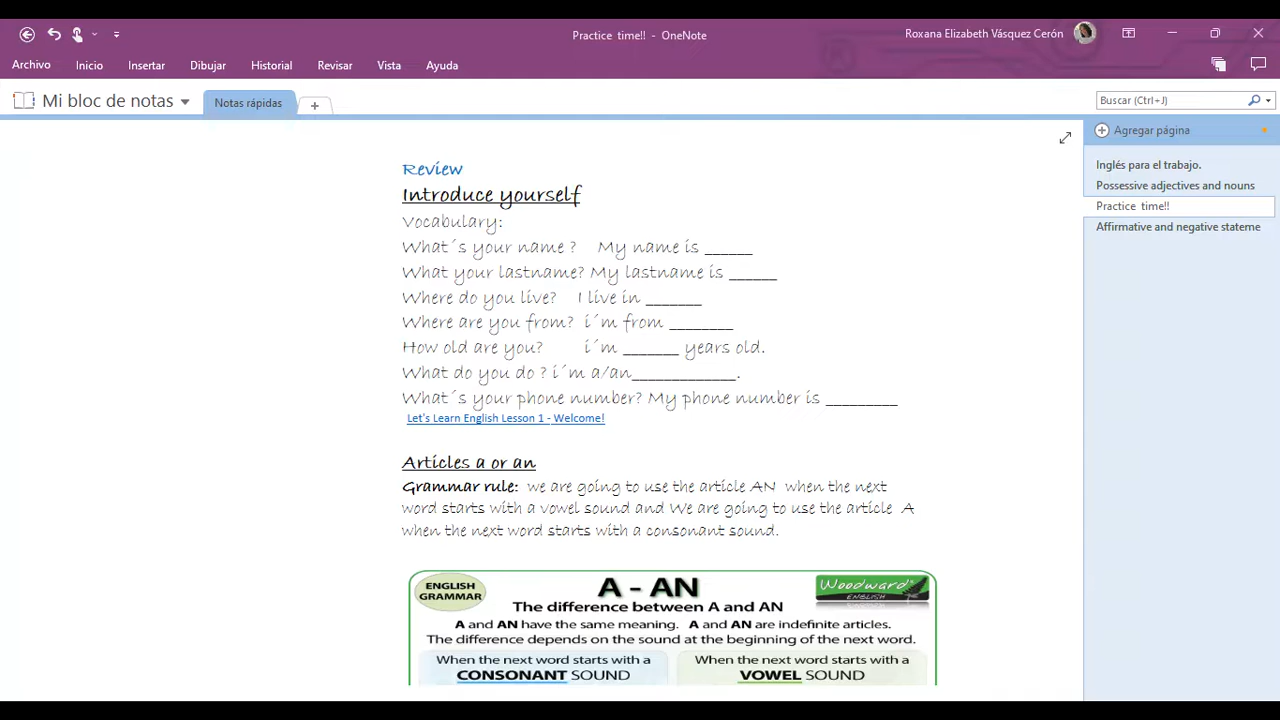 Practice  time!!  -  OneNote
Roxana Elizabeth Vásquez Cerón
Archivo
Inicio
Insertar
Dibujar
Historial
Revisar
Vista
Ayuda
Mi bloc de notas
Notas rápidas
+
Buscar (Ctrl+J)
Agregar página
Inglés para el trabajo.
Possessive adjectives and nouns
Practice  time!!
Affirmative and negative stateme
Review
Introduce yourself
Vocabulary:
What´s your name ?    My name is ______
What your lastname? My lastname is ______
Where do you live?    I live in _______
Where are you from?  i´m from ________
How old are you?        i´m _______ years old.
What do you do ? i´m a/an_____________.
What´s your phone number? My phone number is _________
Let's Learn English Lesson 1 - Welcome!
Articles a or an
Grammar rule:  we are going to use the article AN  when the next
word starts with a vowel sound and We are going to use the article  A
when the next word starts with a consonant sound.
ENGLISH
GRAMMAR
A - AN
Woodward®
ENGLISH
The difference between A and AN
A and AN have the same meaning.   A and AN are indefinite articles.
The difference depends on the sound at the beginning of the next word.
When the next word starts with a
CONSONANT SOUND
When the next word starts with a
VOWEL SOUND